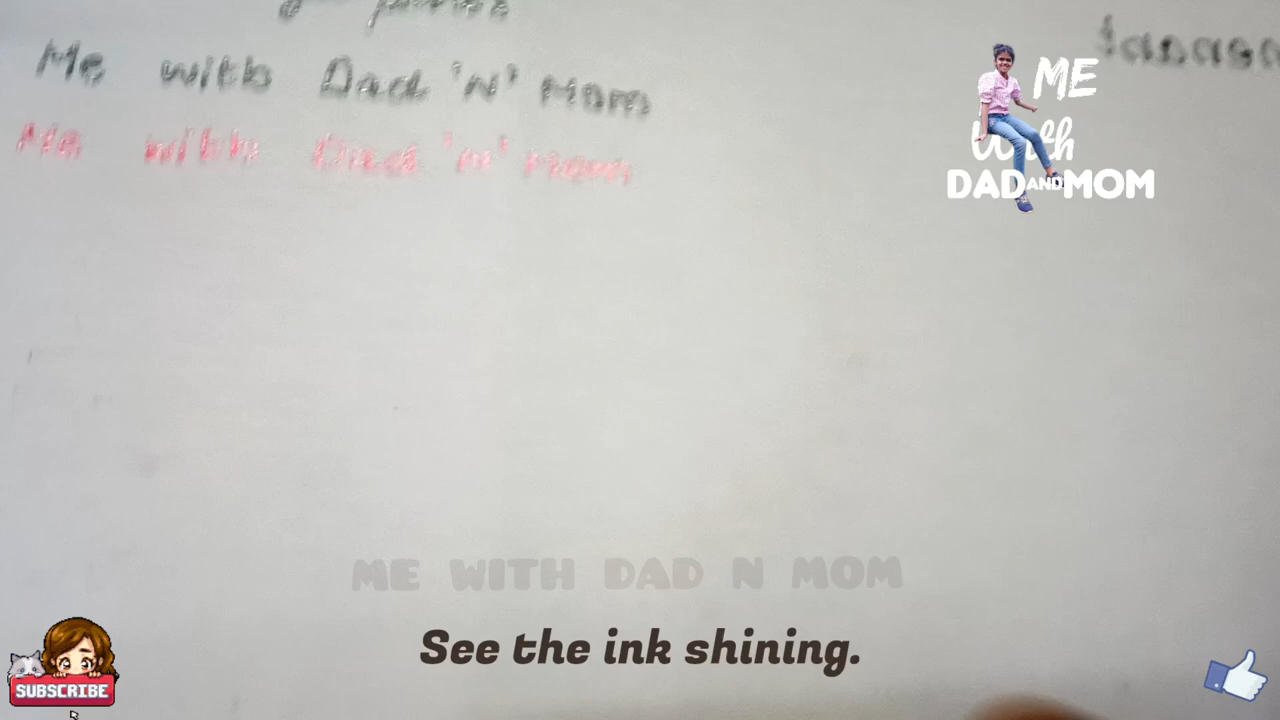 Me with Dad 'N' Mom
Me with Dad 'n' Mom
ME
With
DAD AND MOM
ME WITH DAD N MOM
See the ink shining.
SUBSCRIBE